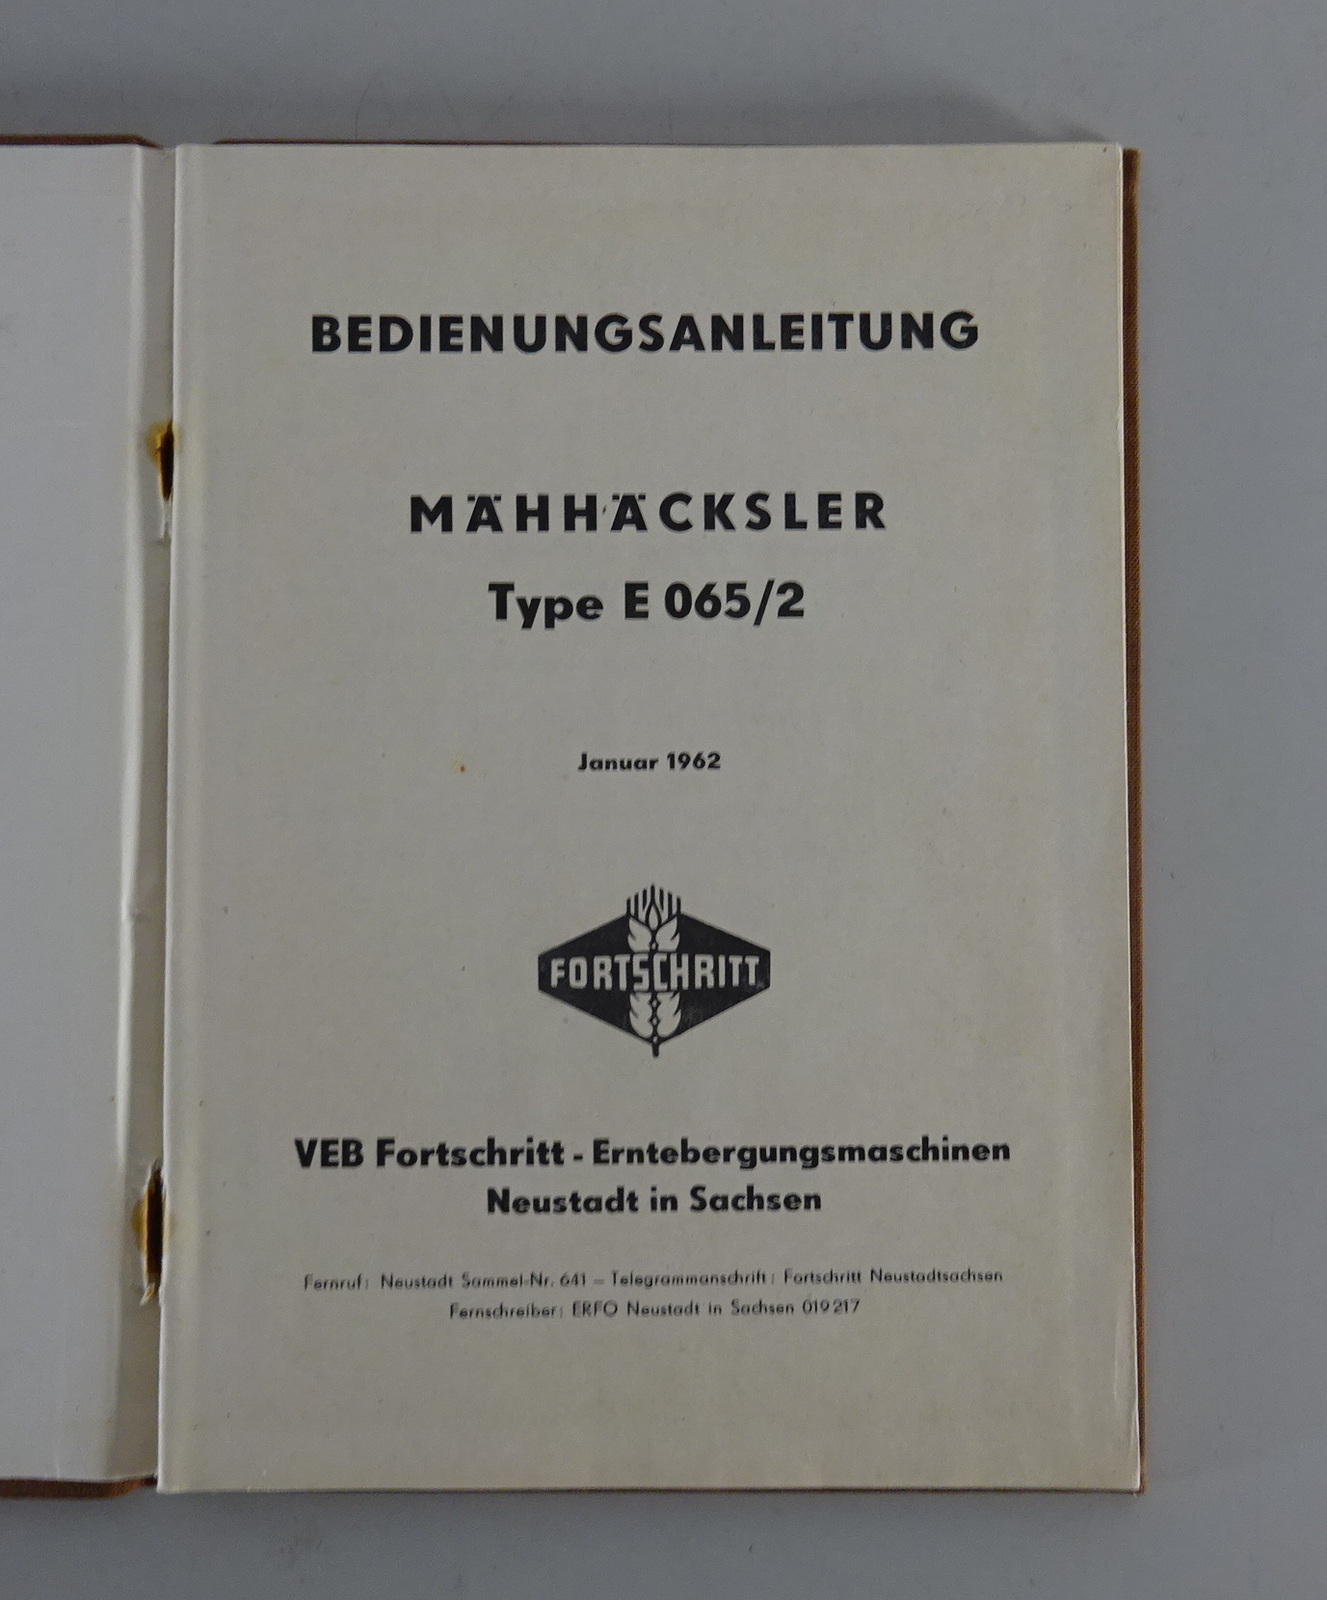 BEDIENUNGSANLEITUNG
MÄHHÄCKSLER
Type E 065/2
Januar 1962
FORTSCHRITT
VEB Fortschritt - Erntebergungsmaschinen
Neustadt in Sachsen
Fernruf: Neustadt Sammel-Nr. 641 – Telegrammanschrift: Fortschritt Neustadtsachsen
Fernschreiber: ERFO Neustadt in Sachsen 019217